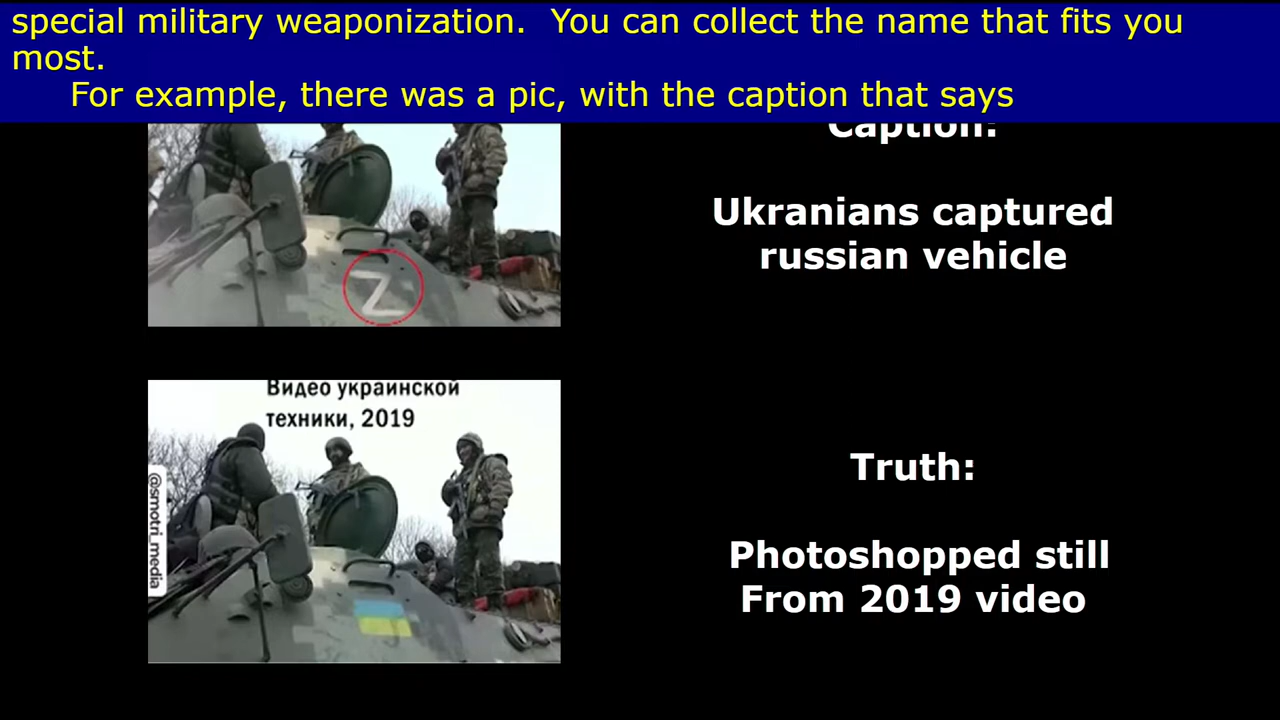 special military weaponization.  You can collect the name that fits you
most.
For example, there was a pic, with the caption that says
Caption:
Ukranians captured
russian vehicle
Z
Видео украинской
техники, 2019
@smotri_media
Truth:
Photoshopped still
From 2019 video